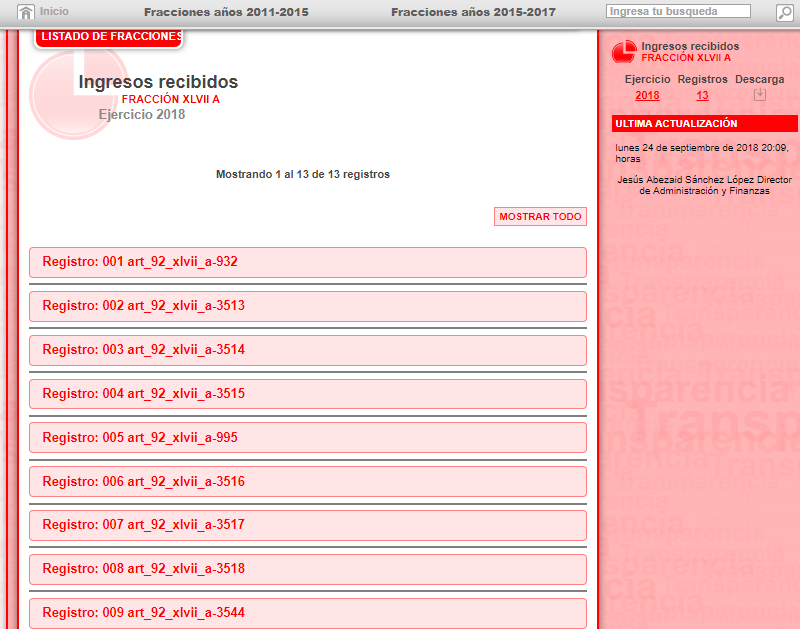 Inicio
Fracciones años 2011-2015
Fracciones años 2015-2017
Ingresa tu busqueda
LISTADO DE FRACCIONES
Ingresos recibidos
FRACCIÓN XLVII A
Ejercicio 2018
Mostrando 1 al 13 de 13 registros
MOSTRAR TODO
Registro: 001 art_92_xlvii_a-932
Registro: 002 art_92_xlvii_a-3513
Registro: 003 art_92_xlvii_a-3514
Registro: 004 art_92_xlvii_a-3515
Registro: 005 art_92_xlvii_a-995
Registro: 006 art_92_xlvii_a-3516
Registro: 007 art_92_xlvii_a-3517
Registro: 008 art_92_xlvii_a-3518
Registro: 009 art_92_xlvii_a-3544
Ingresos recibidos
FRACCIÓN XLVII A
Ejercicio Registros Descarga
2018 13
ULTIMA ACTUALIZACIÓN
lunes 24 de septiembre de 2018 20:09,
horas
Jesús Abezaid Sánchez López Director
de Administración y Finanzas